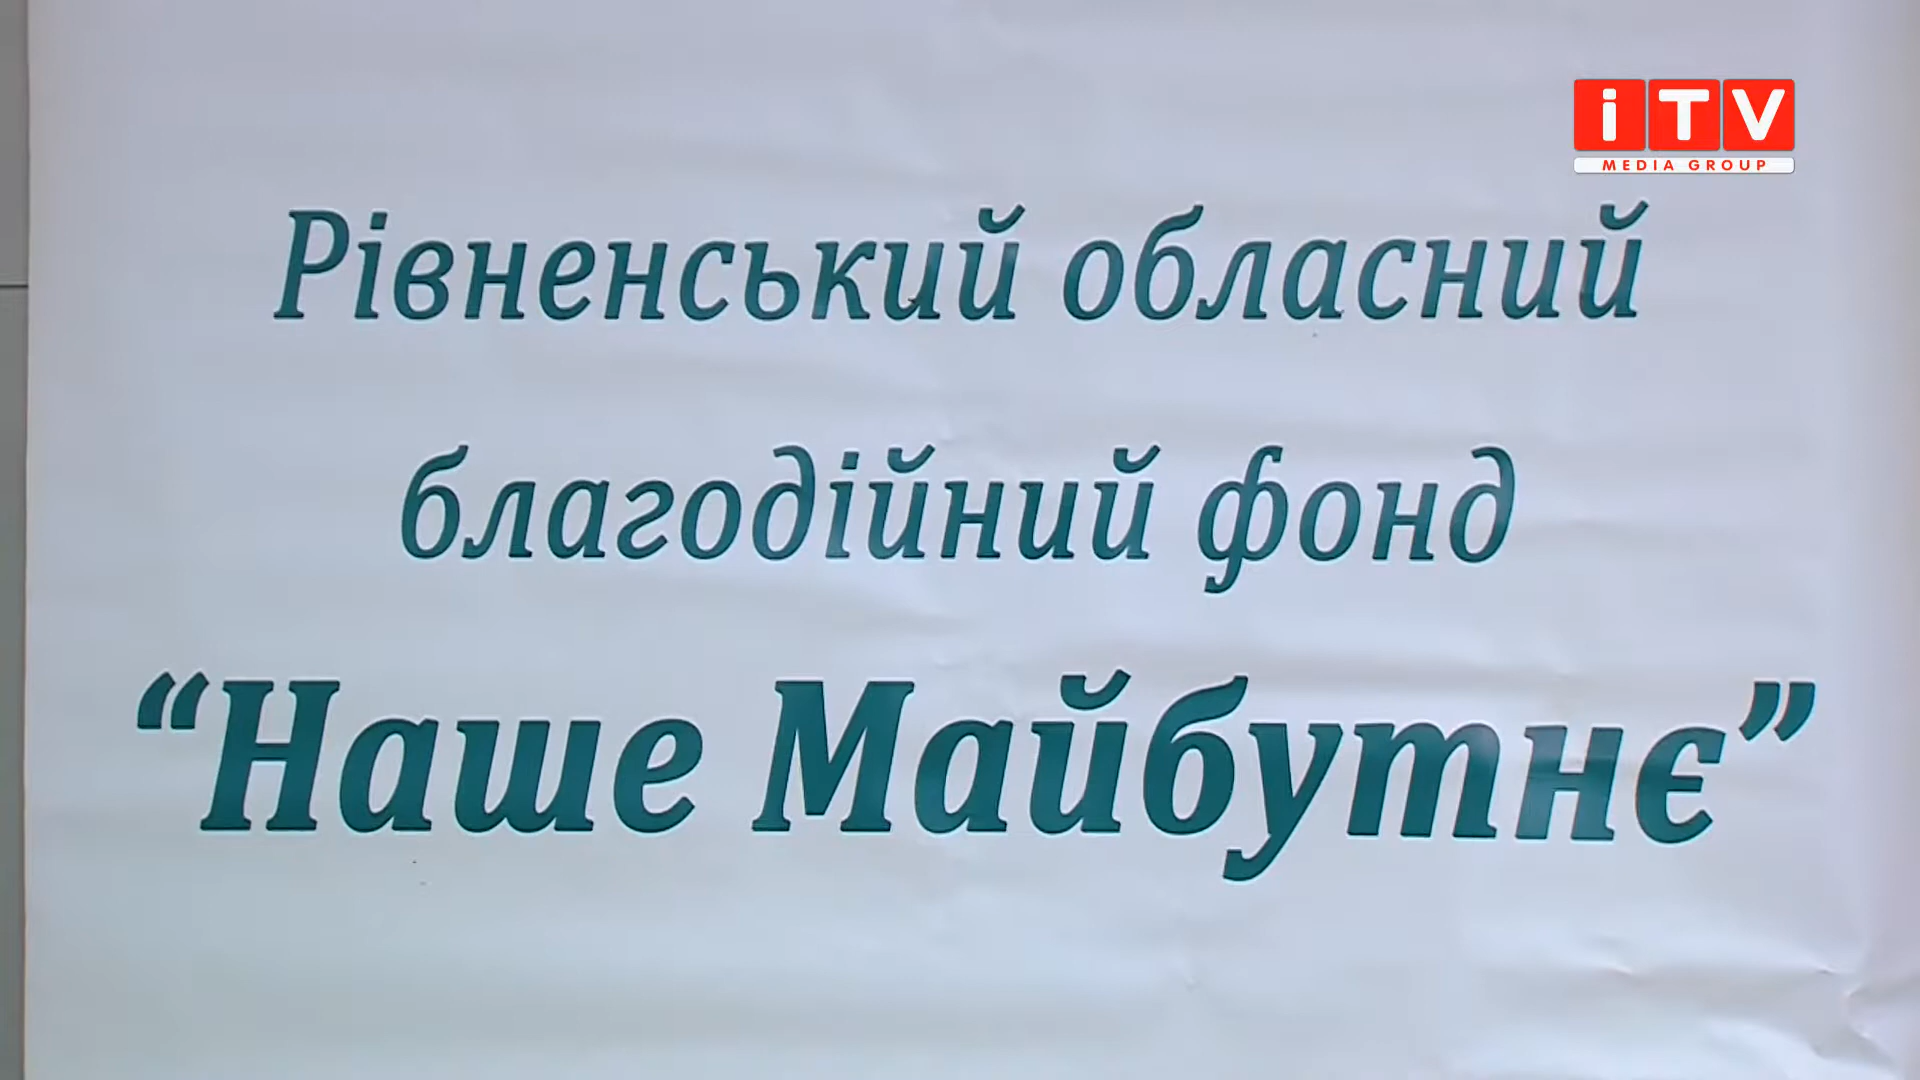 iTV
MEDIA GROUP
Рівненський обласний
благодійний фонд
“Наше Майбутнє”